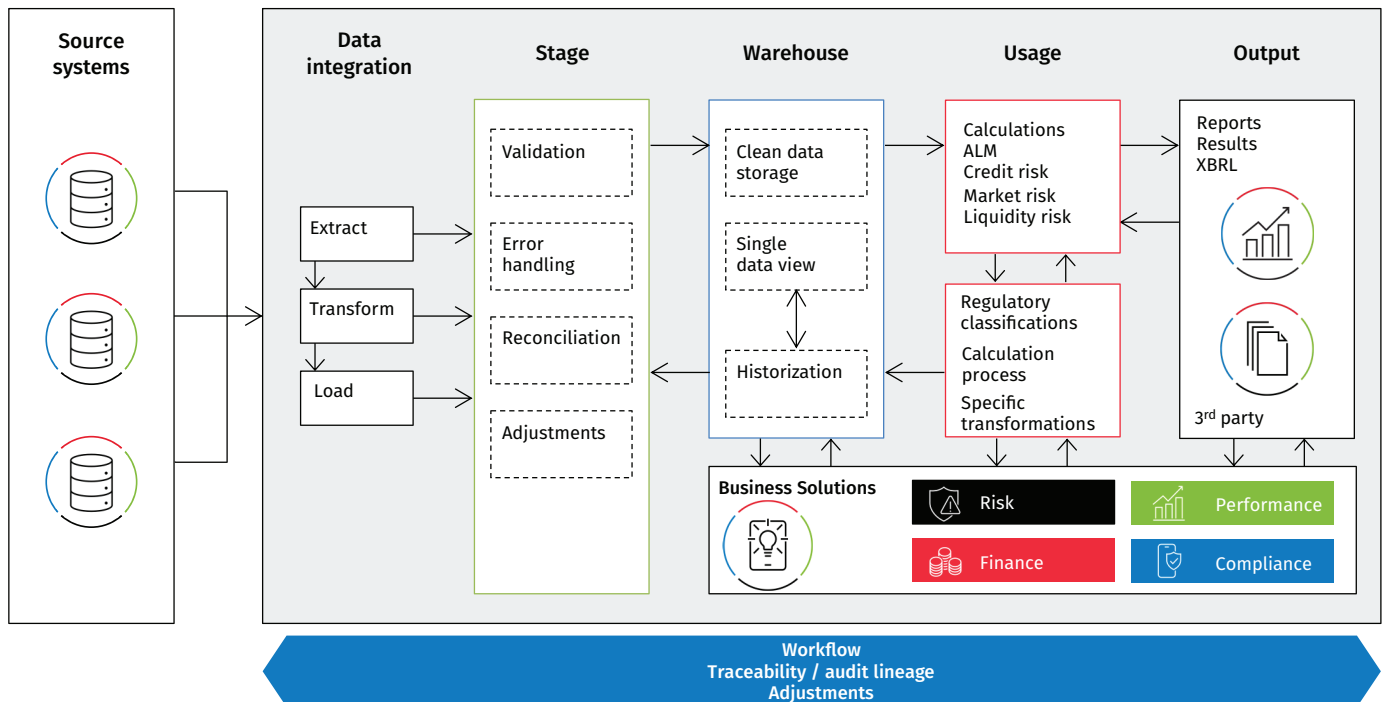 Source
systems
Data
integration
Stage
Warehouse
Usage
Output
Extract
Transform
Load
Validation
Error
handling
Reconciliation
Adjustments
Clean data
storage
Single
data view
Historization
Calculations
ALM
Credit risk
Market risk
Liquidity risk
Regulatory
classifications
Calculation
process
Specific
transformations
Reports
Results
XBRL
3rd party
Business Solutions
Risk
Performance
Finance
Compliance
Workflow
Traceability / audit lineage
Adjustments